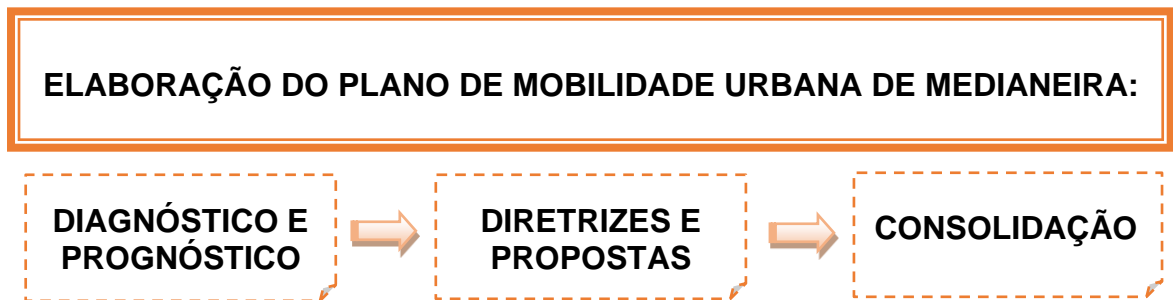 ELABORAÇÃO DO PLANO DE MOBILIDADE URBANA DE MEDIANEIRA:
DIAGNÓSTICO E
PROGNÓSTICO
DIRETRIZES E
PROPOSTAS
CONSOLIDAÇÃO